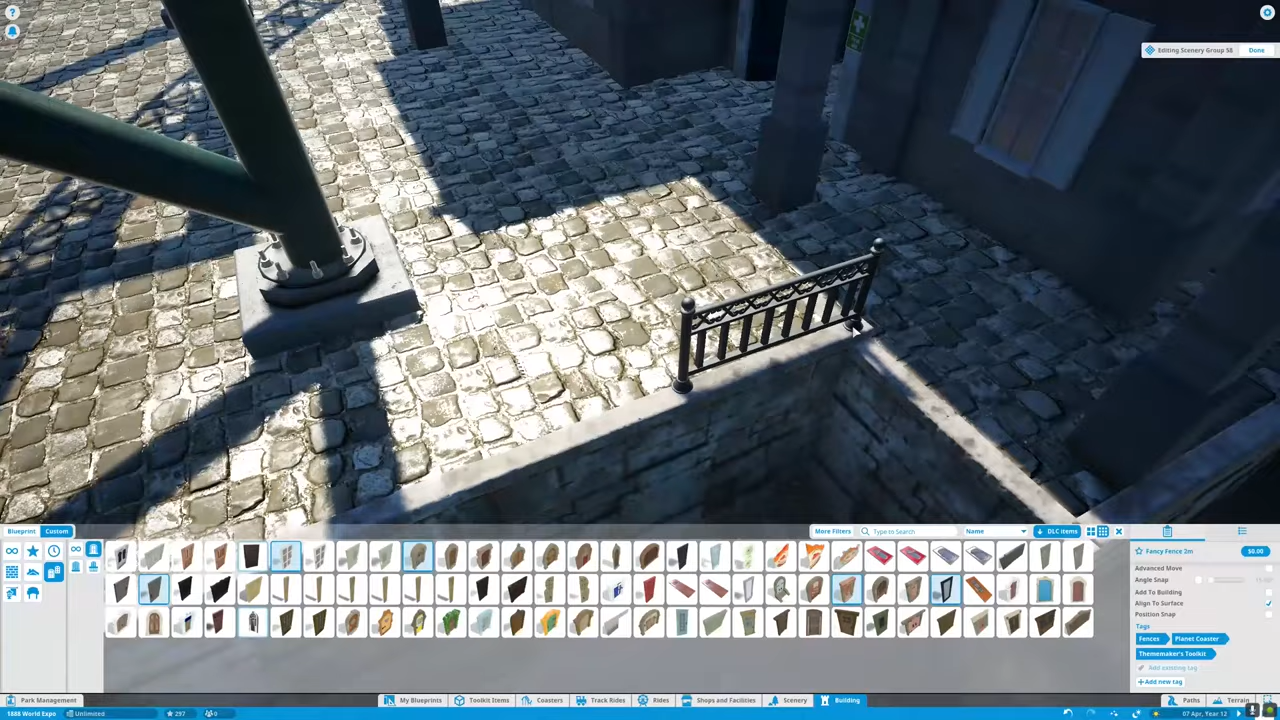 Editing Scenery Group 58 Done
Blueprint Custom
More Filters Type to Search Name DLC items
Fancy Fence 2m $0.00
Advanced Move
Angle Snap
Add To Building
Align To Surface
Position Snap
Tags
Fences Planet Coaster
Thememaker's Toolkit
Add existing tag
Add new tag
Park Management My Blueprints Toolkit Items Coasters Track Rides Rides Shops and Facilities Scenery Building Paths Terrain
1888 World Expo Unlimited 297 0 07 Apr, Year 12